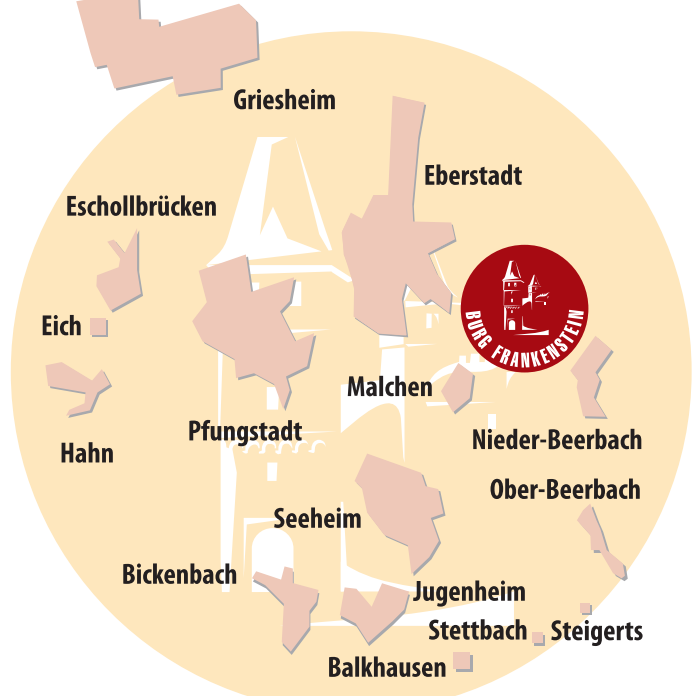 Griesheim
Eberstadt
Eschollbrücken
BURG FRANKENSTEIN
Eich
Malchen
Pfungstadt
Nieder-Beerbach
Hahn
Ober-Beerbach
Seeheim
Bickenbach
Jugenheim
Stettbach
Steigerts
Balkhausen